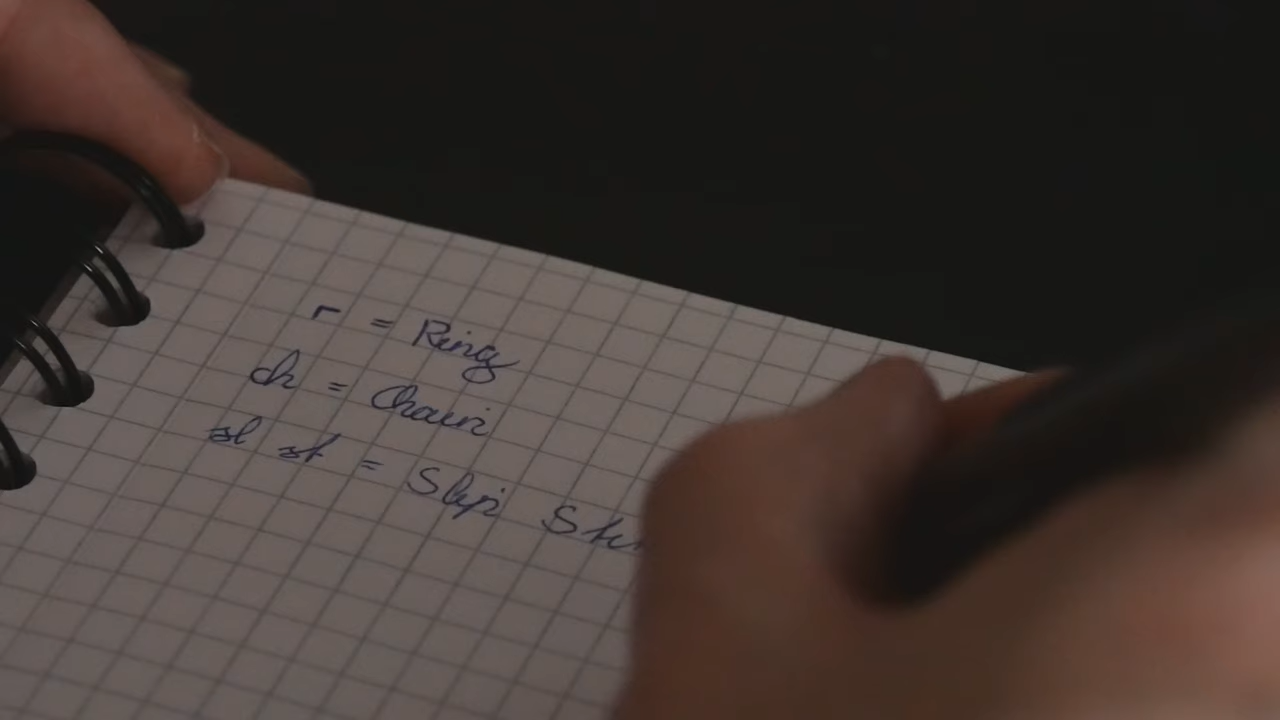 r = Ring
ch = Chain
sl st = Slip